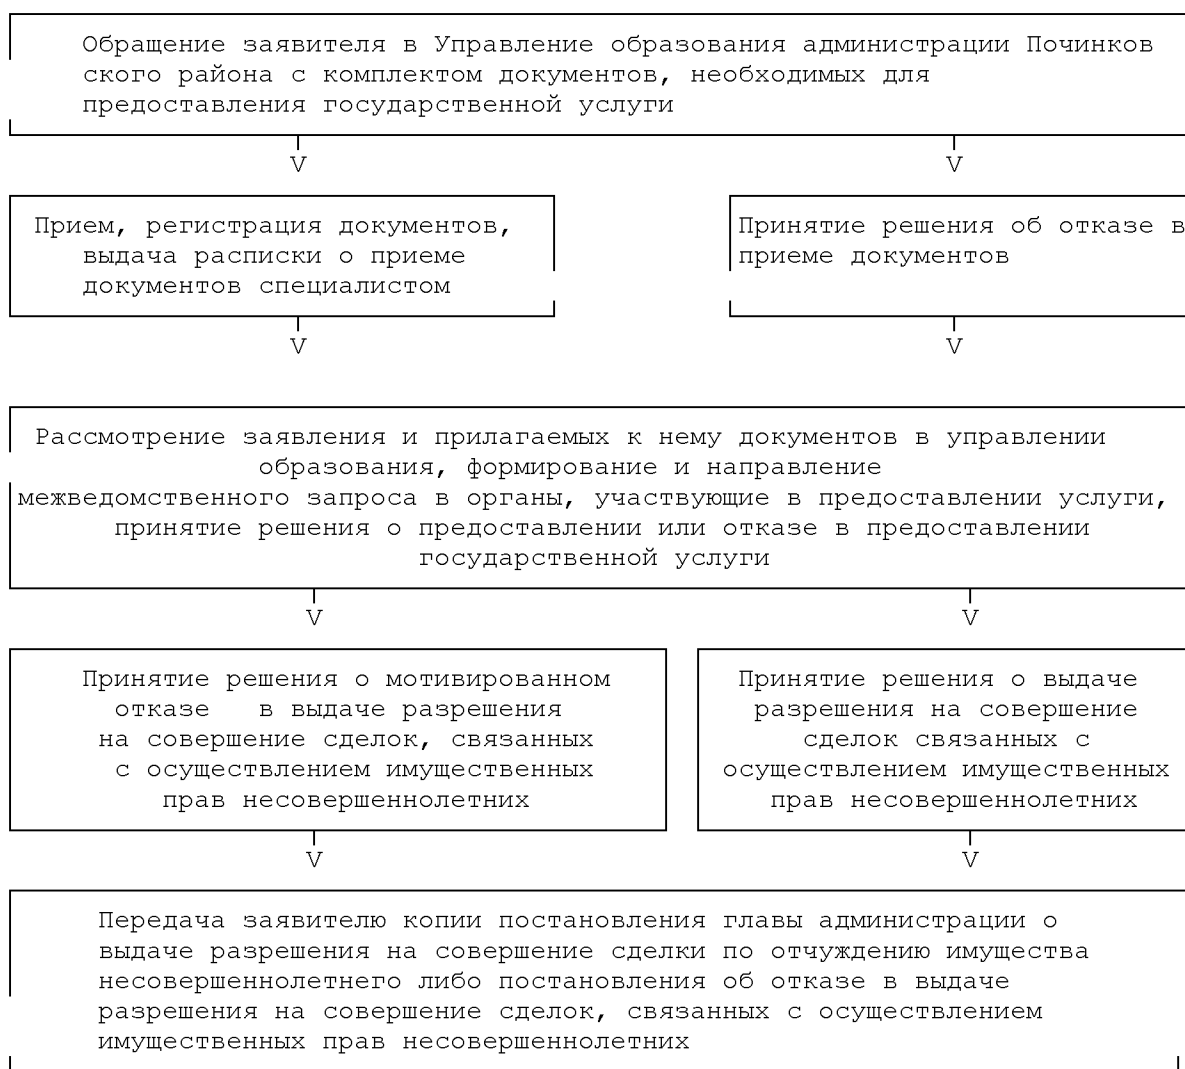 Обращение заявителя в Управление образования администрации Починков
ского района с комплектом документов, необходимых для
предоставления государственной услуги
V V
Прием, регистрация документов,
выдача расписки о приеме
документов специалистом
Принятие решения об отказе в
приеме документов
V V
Рассмотрение заявления и прилагаемых к нему документов в управлении
образования, формирование и направление
межведомственного запроса в органы, участвующие в предоставлении услуги,
принятие решения о предоставлении или отказе в предоставлении
государственной услуги
V V
Принятие решения о мотивированном
отказе в выдаче разрешения
на совершение сделок, связанных
с осуществлением имущественных
прав несовершеннолетних
Принятие решения о выдаче
разрешения на совершение
сделок связанных с
осуществлением имущественных
прав несовершеннолетних
V V
Передача заявителю копии постановления главы администрации о
выдаче разрешения на совершение сделки по отчуждению имущества
несовершеннолетнего либо постановления об отказе в выдаче
разрешения на совершение сделок, связанных с осуществлением
имущественных прав несовершеннолетних